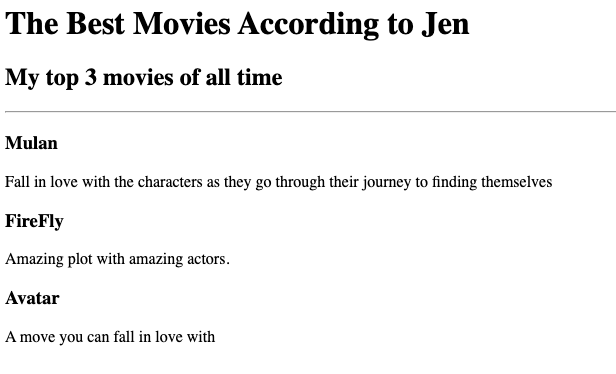 The Best Movies According to Jen
My top 3 movies of all time
Mulan
Fall in love with the characters as they go through their journey to finding themselves
FireFly
Amazing plot with amazing actors.
Avatar
A move you can fall in love with